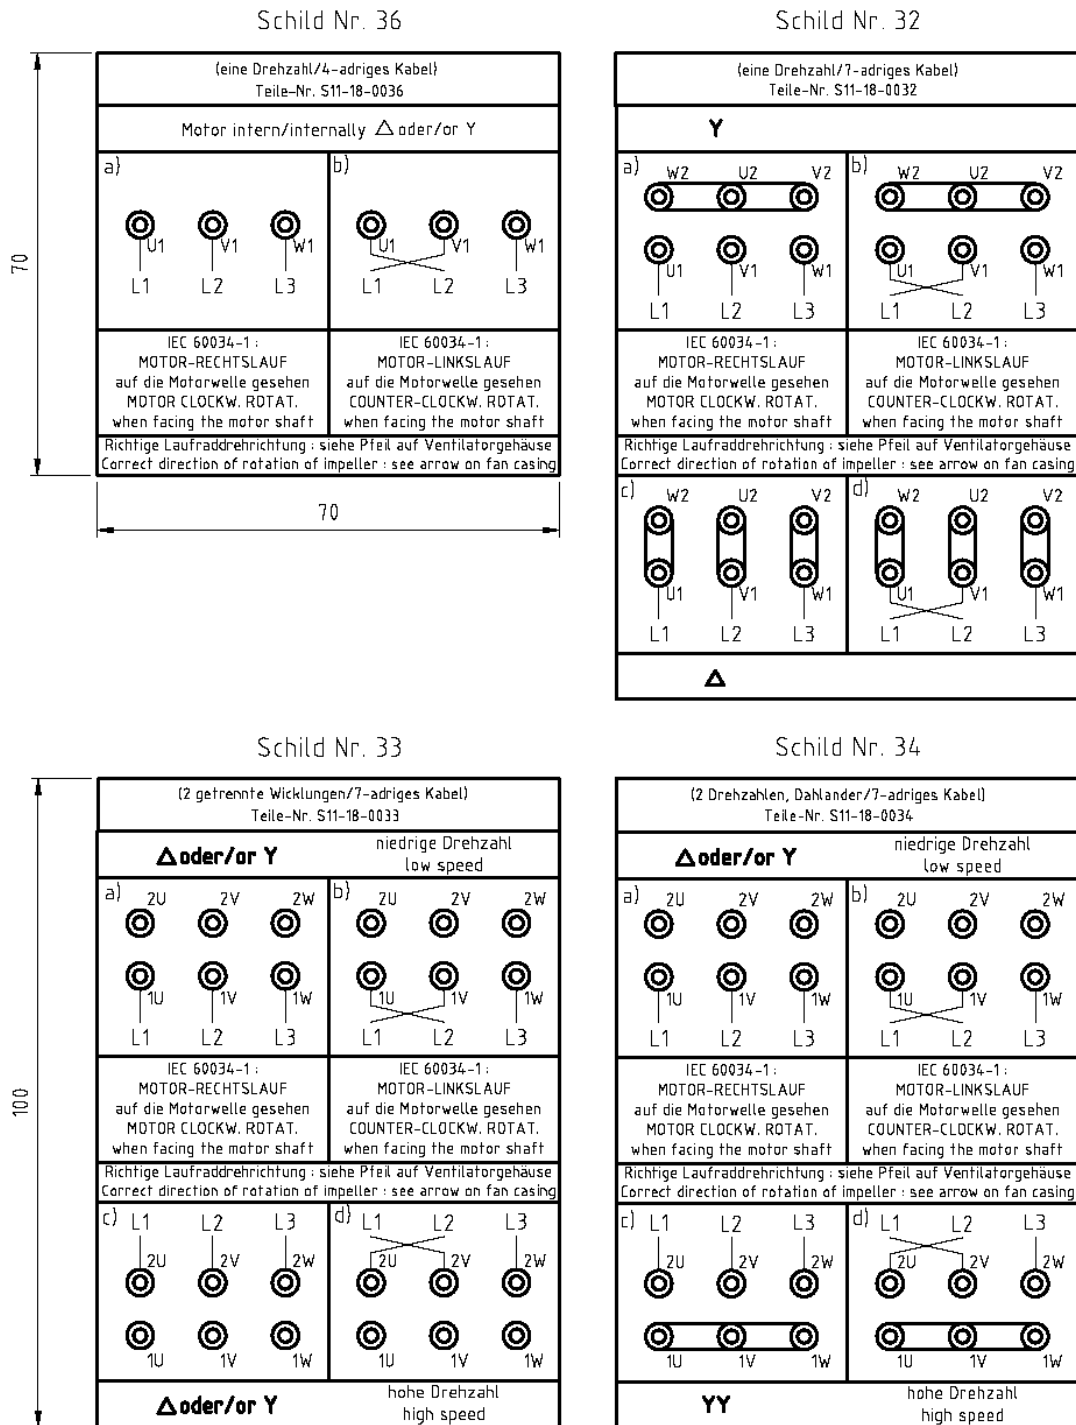 Schild Nr. 36
(eine Drehzahl/4-adriges Kabel)
Teile-Nr. S11-18-0036
Motor intern/internally Δ oder/or Y
a)
U1 V1 W1
L1 L2 L3
b)
U1 V1 W1
L1 L2 L3
IEC 60034-1 :
MOTOR-RECHTSLAUF
auf die Motorwelle gesehen
MOTOR CLOCKW. ROTAT.
when facing the motor shaft
IEC 60034-1 :
MOTOR-LINKSLAUF
auf die Motorwelle gesehen
COUNTER-CLOCKW. ROTAT.
when facing the motor shaft
Richtige Laufraddrehrichtung : siehe Pfeil auf Ventilatorgehäuse
Correct direction of rotation of impeller : see arrow on fan casing
70
70
Schild Nr. 32
(eine Drehzahl/7-adriges Kabel)
Teile-Nr. S11-18-0032
Y
a)
W2 U2 V2
U1 V1 W1
L1 L2 L3
b)
W2 U2 V2
U1 V1 W1
L1 L2 L3
IEC 60034-1 :
MOTOR-RECHTSLAUF
auf die Motorwelle gesehen
MOTOR CLOCKW. ROTAT.
when facing the motor shaft
IEC 60034-1 :
MOTOR-LINKSLAUF
auf die Motorwelle gesehen
COUNTER-CLOCKW. ROTAT.
when facing the motor shaft
Richtige Laufraddrehrichtung : siehe Pfeil auf Ventilatorgehäuse
Correct direction of rotation of impeller : see arrow on fan casing
c)
W2 U2 V2
U1 V1 W1
L1 L2 L3
d)
W2 U2 V2
U1 V1 W1
L1 L2 L3
Δ
Schild Nr. 33
(2 getrennte Wicklungen/7-adriges Kabel)
Teile-Nr. S11-18-0033
Δ oder/or Y
niedrige Drehzahl
low speed
a)
2U 2V 2W
1U 1V 1W
L1 L2 L3
b)
2U 2V 2W
1U 1V 1W
L1 L2 L3
IEC 60034-1 :
MOTOR-RECHTSLAUF
auf die Motorwelle gesehen
MOTOR CLOCKW. ROTAT.
when facing the motor shaft
IEC 60034-1 :
MOTOR-LINKSLAUF
auf die Motorwelle gesehen
COUNTER-CLOCKW. ROTAT.
when facing the motor shaft
Richtige Laufraddrehrichtung : siehe Pfeil auf Ventilatorgehäuse
Correct direction of rotation of impeller : see arrow on fan casing
c)
L1 L2 L3
2U 2V 2W
1U 1V 1W
d)
L1 L2 L3
2U 2V 2W
1U 1V 1W
Δ oder/or Y
hohe Drehzahl
high speed
100
Schild Nr. 34
(2 Drehzahlen, Dahlander/7-adriges Kabel)
Teile-Nr. S11-18-0034
Δ oder/or Y
niedrige Drehzahl
low speed
a)
2U 2V 2W
1U 1V 1W
L1 L2 L3
b)
2U 2V 2W
1U 1V 1W
L1 L2 L3
IEC 60034-1 :
MOTOR-RECHTSLAUF
auf die Motorwelle gesehen
MOTOR CLOCKW. ROTAT.
when facing the motor shaft
IEC 60034-1 :
MOTOR-LINKSLAUF
auf die Motorwelle gesehen
COUNTER-CLOCKW. ROTAT.
when facing the motor shaft
Richtige Laufraddrehrichtung : siehe Pfeil auf Ventilatorgehäuse
Correct direction of rotation of impeller : see arrow on fan casing
c)
L1 L2 L3
2U 2V 2W
1U 1V 1W
d)
L1 L2 L3
2U 2V 2W
1U 1V 1W
YY
hohe Drehzahl
high speed